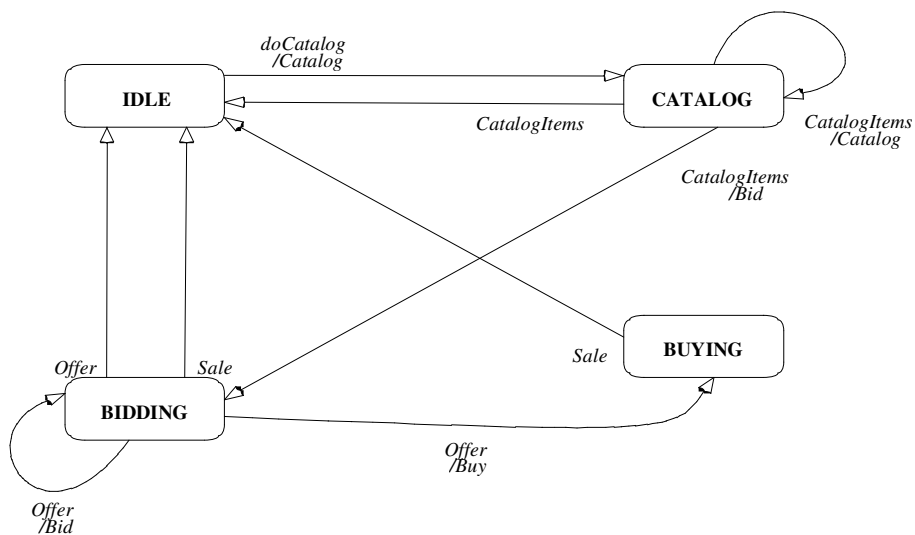 doCatalog
/Catalog
IDLE
CATALOG
CatalogItems
CatalogItems
/Catalog
CatalogItems
/Bid
BUYING
Sale
Offer
Sale
BIDDING
Offer
/Buy
Offer
/Bid